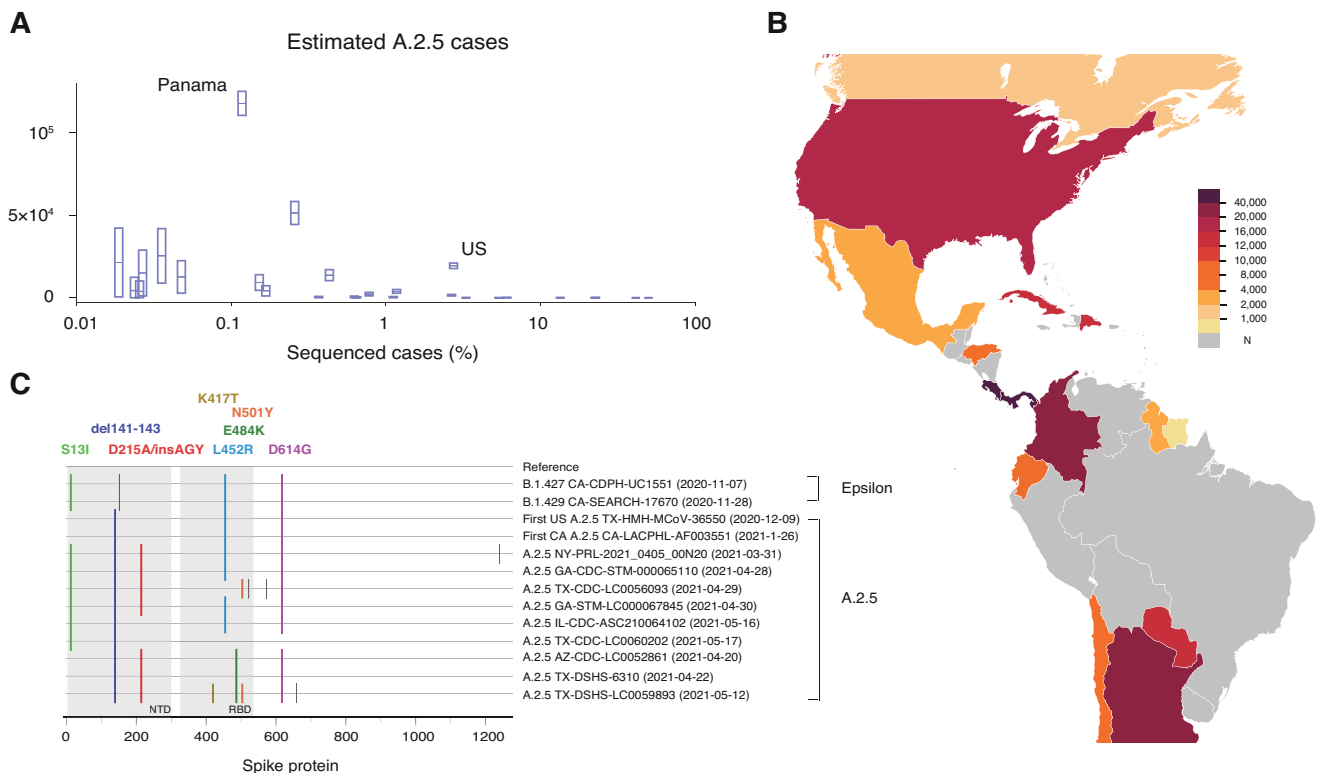 A
Estimated A.2.5 cases
Panama
US
10⁵
5×10⁴
0
0.01 0.1 1 10 100
Sequenced cases (%)
B
40,000
20,000
16,000
12,000
10,000
8,000
4,000
2,000
1,000
N
C
K417T
N501Y
del141-143 E484K
S13I D215A/insAGY L452R D614G
Reference
B.1.427 CA-CDPH-UC1551 (2020-11-07)
B.1.429 CA-SEARCH-17670 (2020-11-28)
Epsilon
First US A.2.5 TX-HMH-MCoV-36550 (2020-12-09)
First CA A.2.5 CA-LACPHL-AF003551 (2021-1-26)
A.2.5 NY-PRL-2021_0405_00N20 (2021-03-31)
A.2.5 GA-CDC-STM-000065110 (2021-04-28)
A.2.5 TX-CDC-LC0056093 (2021-04-29)
A.2.5 GA-STM-LC000067845 (2021-04-30)
A.2.5 IL-CDC-ASC210064102 (2021-05-16)
A.2.5 TX-CDC-LC0060202 (2021-05-17)
A.2.5 AZ-CDC-LC0052861 (2021-04-20)
A.2.5 TX-DSHS-6310 (2021-04-22)
A.2.5 TX-DSHS-LC0059893 (2021-05-12)
A.2.5
NTD RBD
0 200 400 600 800 1000 1200
Spike protein